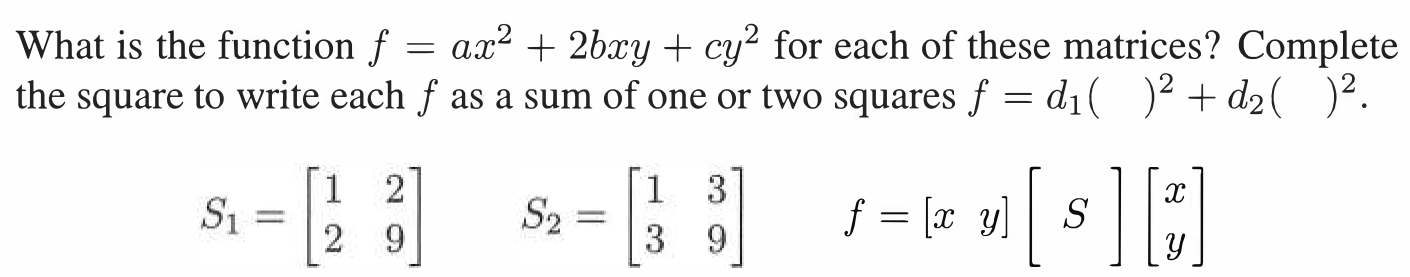 What is the function f = ax² + 2bxy + cy² for each of these matrices? Complete
the square to write each f as a sum of one or two squares f = d₁( )² + d₂( )².
S₁ = [1 2; 2 9] S₂ = [1 3; 3 9] f = [x y] [ S ] [x; y]